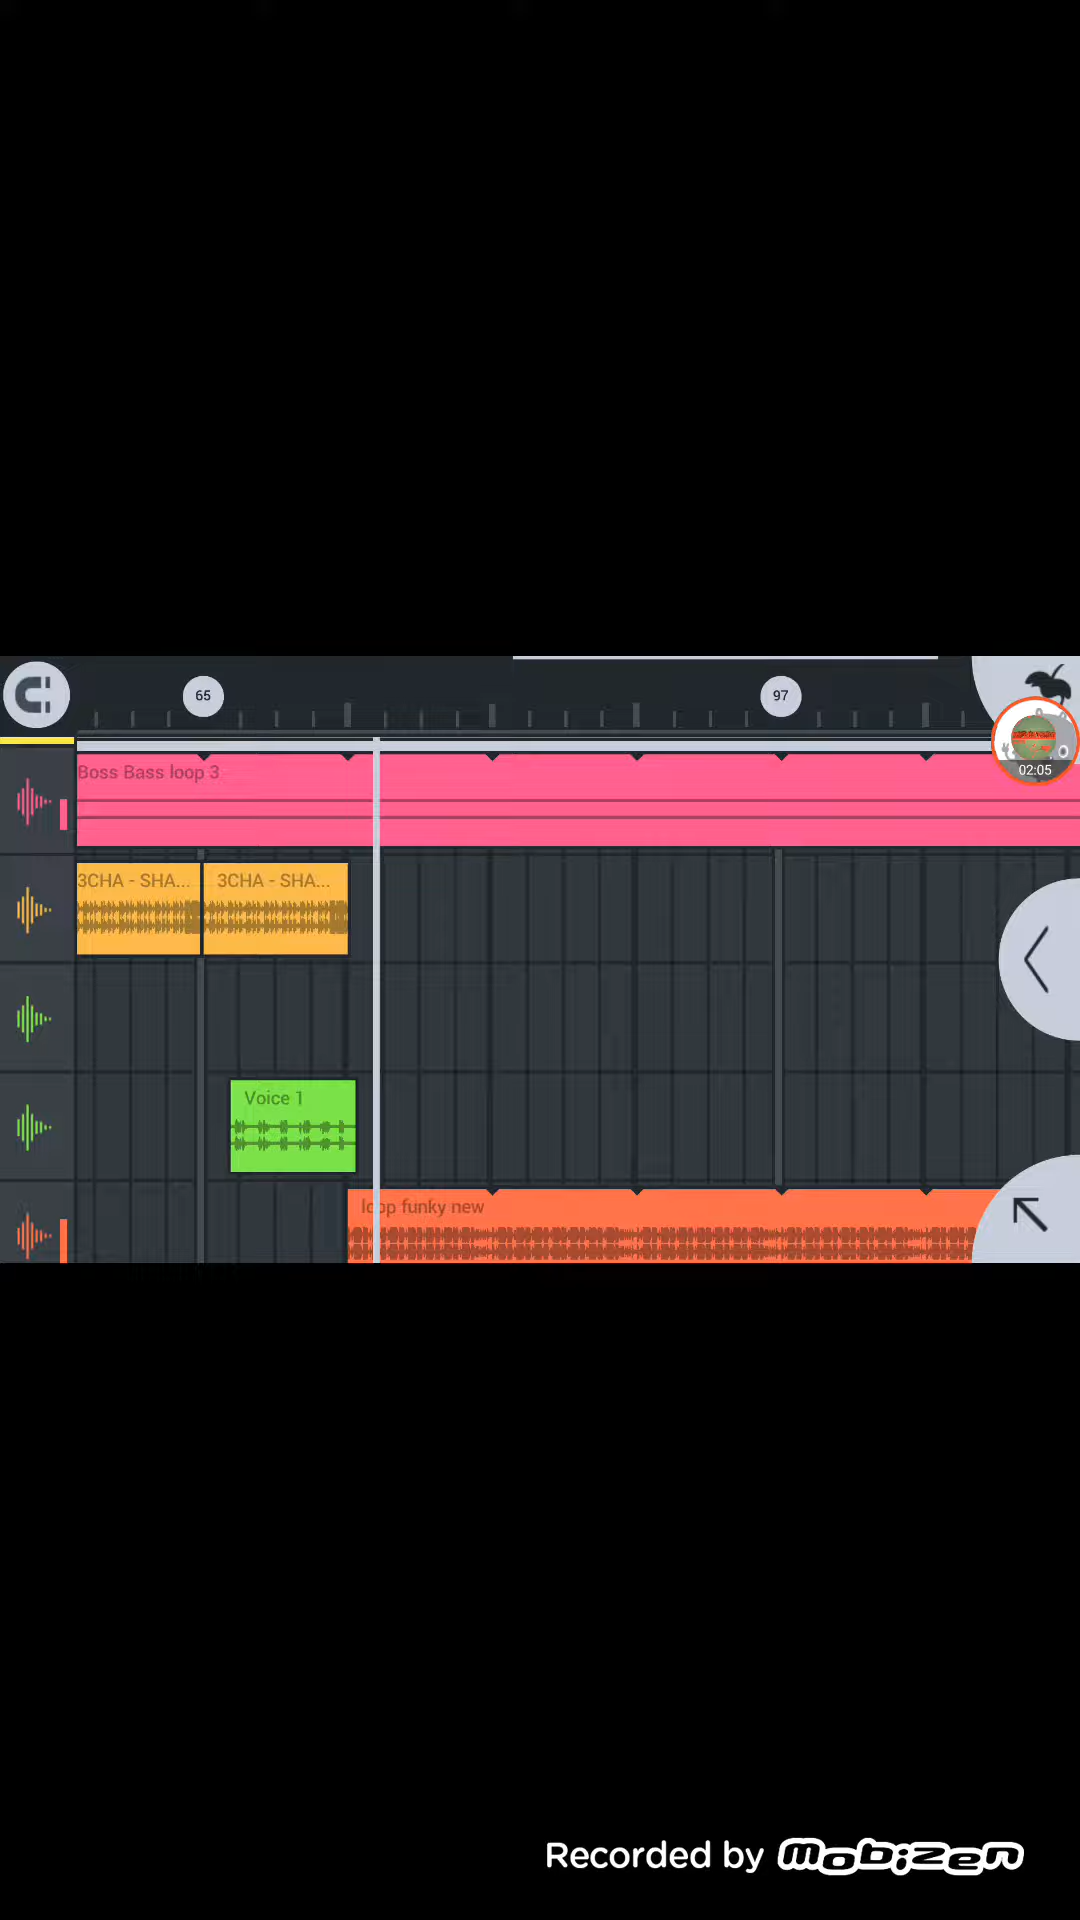 65
97
02:05
Boss Bass loop 3
3CHA - SHA...
3CHA - SHA...
Voice 1
loop funky new
Recorded by mobizen